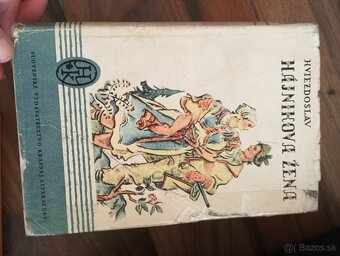 HVIEZDOSLAV
HÁJNIKOVA ŽENA
SLOVENSKÉ VYDAVATEĽSTVO KRÁSNEJ LITERATÚRY
Bazos.sk